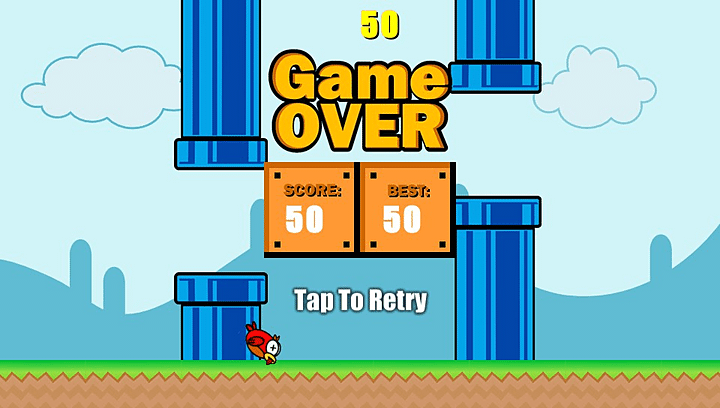 50
Game
OVER
SCORE: BEST:
50 50
Tap To Retry